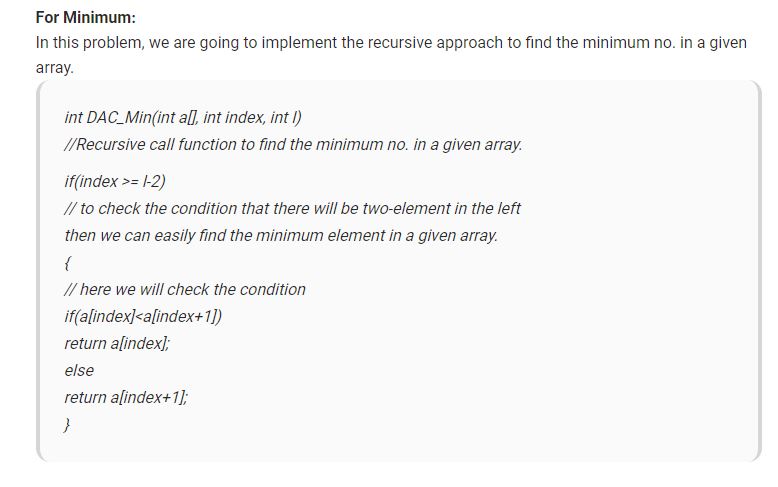 For Minimum:
In this problem, we are going to implement the recursive approach to find the minimum no. in a given
array.
int DAC_Min(int a[], int index, int l)
//Recursive call function to find the minimum no. in a given array.
if(index >= l-2)
// to check the condition that there will be two-element in the left
then we can easily find the minimum element in a given array.
{
// here we will check the condition
if(a[index]<a[index+1])
return a[index];
else
return a[index+1];
}